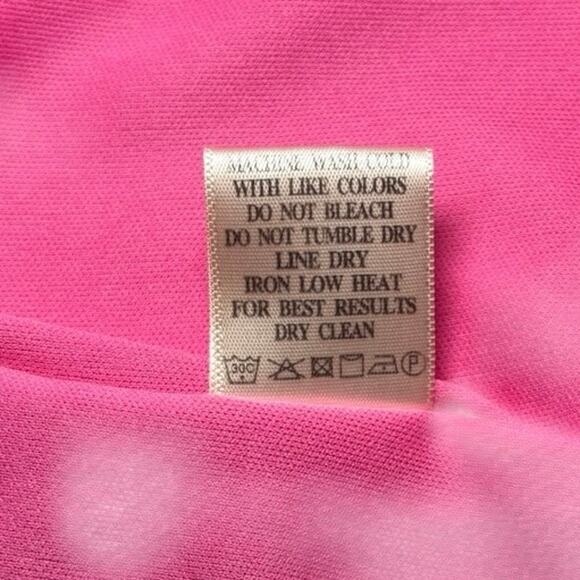 MACHINE WASH COLD
WITH LIKE COLORS
DO NOT BLEACH
DO NOT TUMBLE DRY
LINE DRY
IRON LOW HEAT
FOR BEST RESULTS
DRY CLEAN
30C P